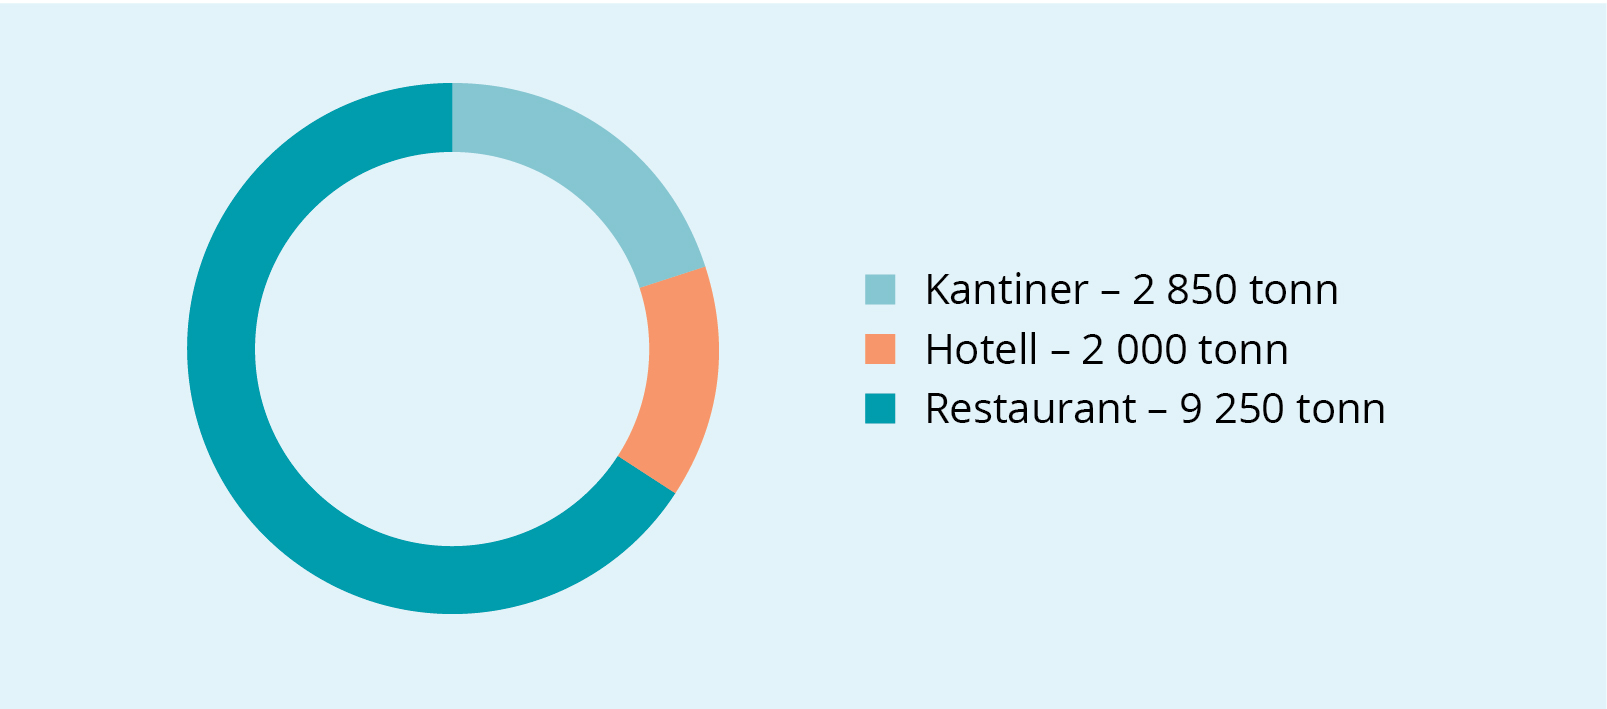 Kantiner – 2 850 tonn
Hotell – 2 000 tonn
Restaurant – 9 250 tonn